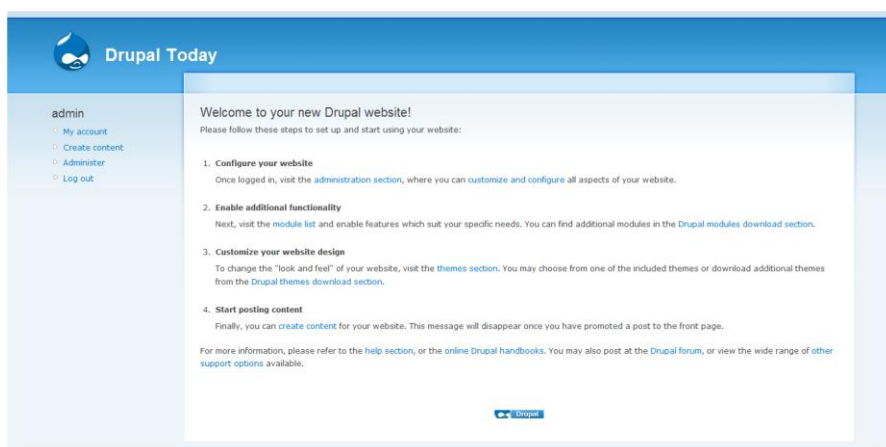 Drupal Today
admin
My account
Create content
Administer
Log out
Welcome to your new Drupal website!
Please follow these steps to set up and start using your website:
1. Configure your website
Once logged in, visit the administration section, where you can customize and configure all aspects of your website.
2. Enable additional functionality
Next, visit the module list and enable features which suit your specific needs. You can find additional modules in the Drupal modules download section.
3. Customize your website design
To change the "look and feel" of your website, visit the themes section. You may choose from one of the included themes or download additional themes
from the Drupal themes download section.
4. Start posting content
Finally, you can create content for your website. This message will disappear once you have promoted a post to the front page.
For more information, please refer to the help section, or the online Drupal handbooks. You may also post at the Drupal forum, or view the wide range of other
support options available.
Drupal